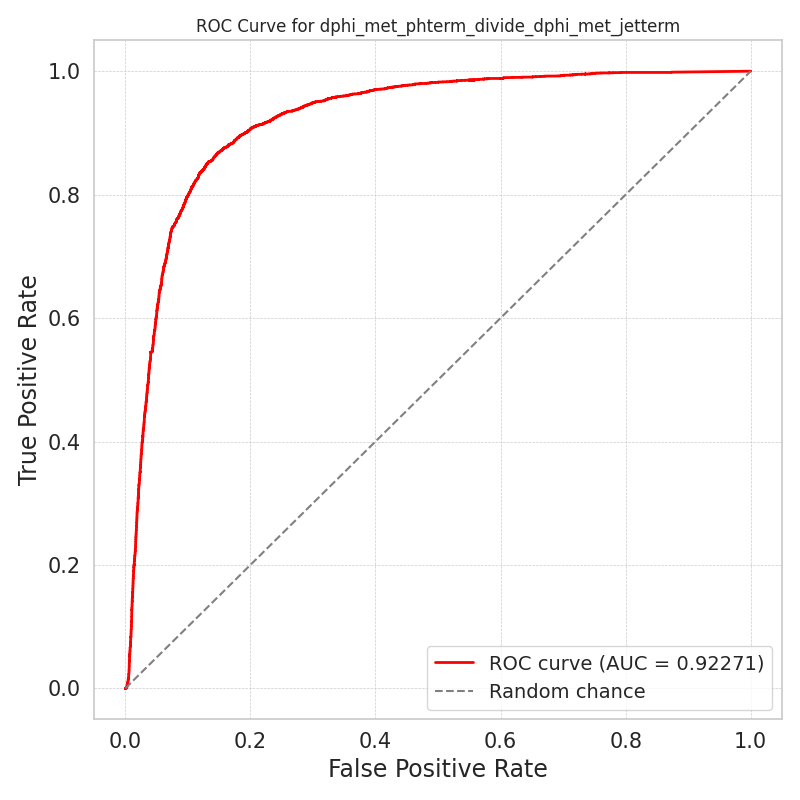 ROC Curve for dphi_met_phterm_divide_dphi_met_jetterm
True Positive Rate
1.0
0.8
0.6
0.4
0.2
0.0
ROC curve (AUC = 0.92271)
Random chance
0.0 0.2 0.4 0.6 0.8 1.0
False Positive Rate